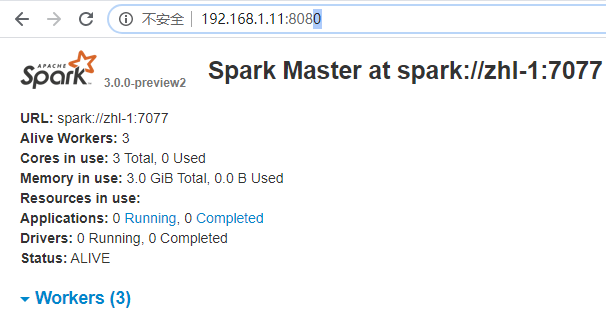 不安全 192.168.1.11:8080
APACHE Spark 3.0.0-preview2 Spark Master at spark://zhl-1:7077
URL: spark://zhl-1:7077
Alive Workers: 3
Cores in use: 3 Total, 0 Used
Memory in use: 3.0 GiB Total, 0.0 B Used
Resources in use:
Applications: 0 Running, 0 Completed
Drivers: 0 Running, 0 Completed
Status: ALIVE
Workers (3)